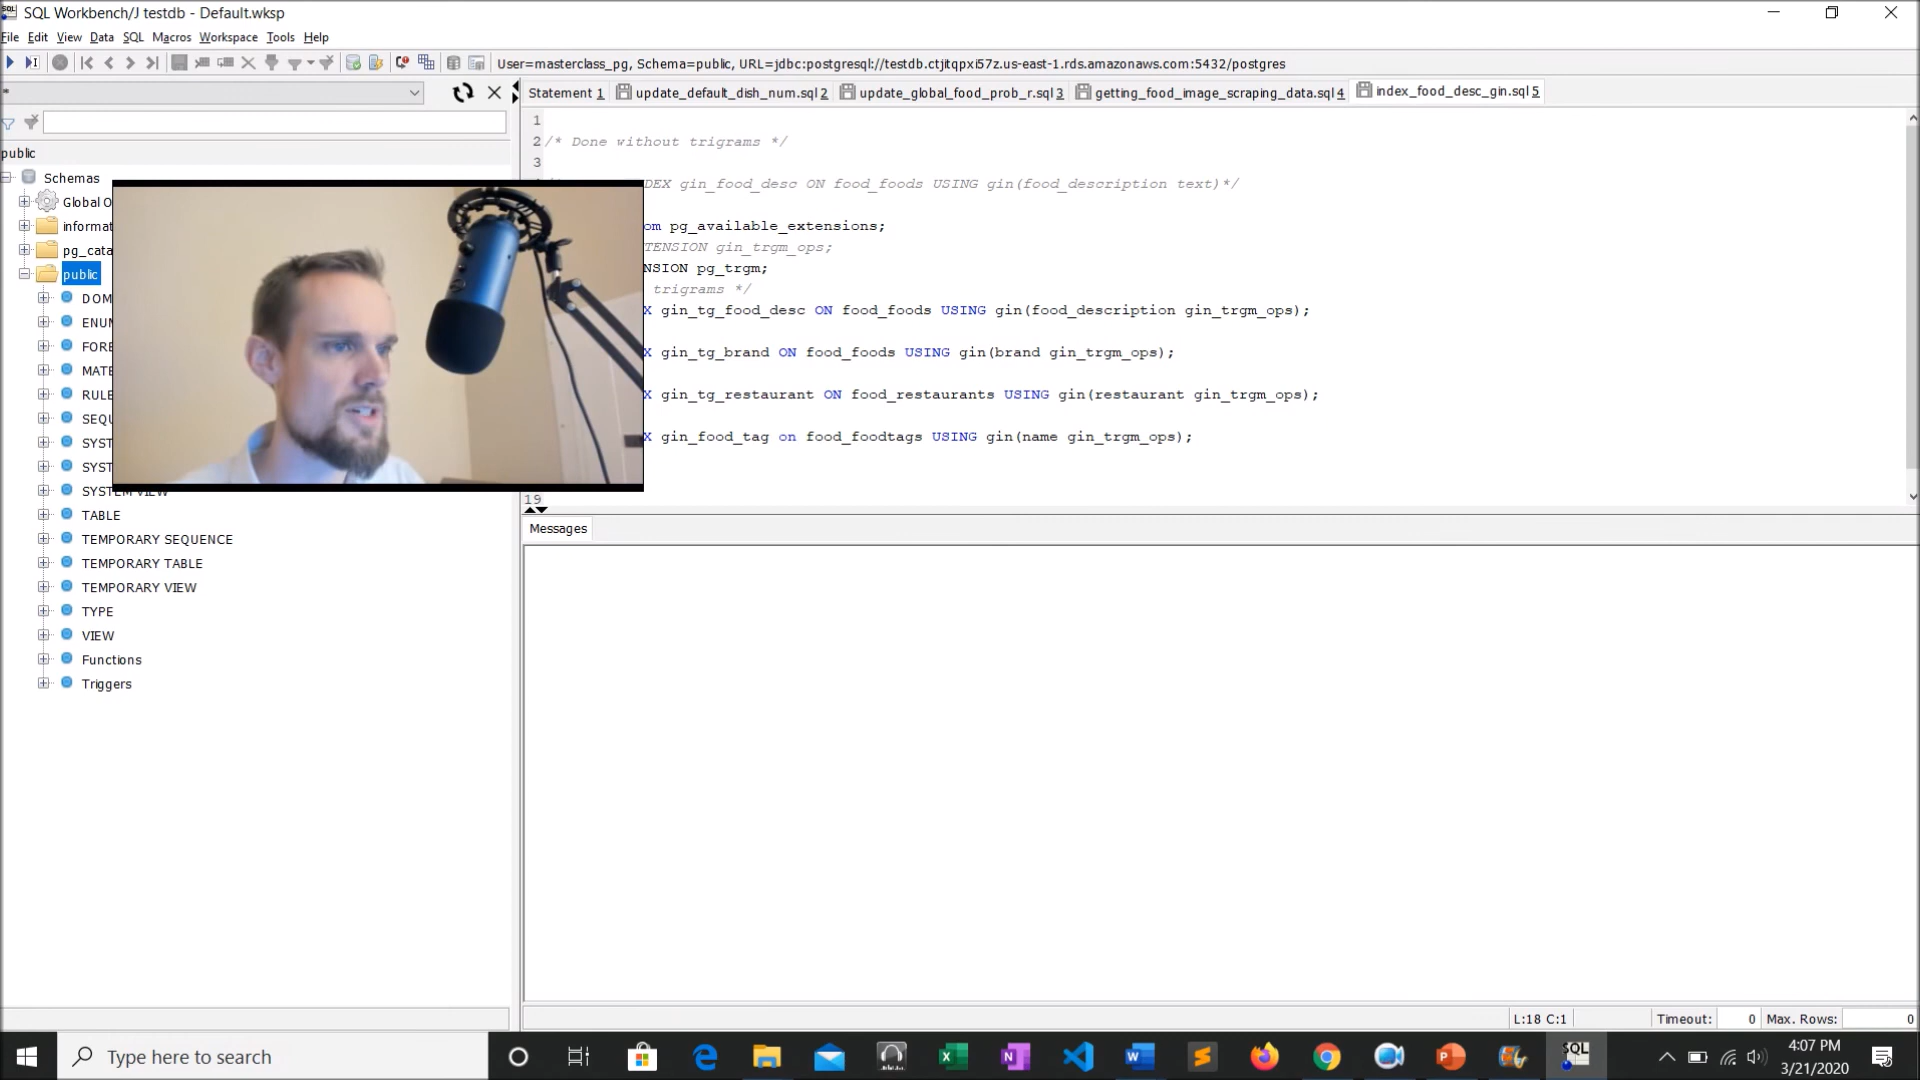 SQL Workbench/J testdb - Default.wksp
File Edit View Data SQL Macros Workspace Tools Help
User=masterclass_pg, Schema=public, URL=jdbc:postgresql://testdb.ctjitqpxi57z.us-east-1.rds.amazonaws.com:5432/postgres
*
Statement 1 update_default_dish_num.sql 2 update_global_food_prob_r.sql 3 getting_food_image_scraping_data.sql 4 index_food_desc_gin.sql 5
public
Schemas
Global O
informat
pg_cata
public
DOM
ENUM
FORE
MATE
RULE
SEQU
SYST
SYST
SYSTEM VIEW
TABLE
TEMPORARY SEQUENCE
TEMPORARY TABLE
TEMPORARY VIEW
TYPE
VIEW
Functions
Triggers
1
2 /* Done without trigrams */
3
DEX gin_food_desc ON food_foods USING gin(food_description text)*/
om pg_available_extensions;
TENSION gin_trgm_ops;
NSION pg_trgm;
trigrams */
X gin_tg_food_desc ON food_foods USING gin(food_description gin_trgm_ops);
X gin_tg_brand ON food_foods USING gin(brand gin_trgm_ops);
X gin_tg_restaurant ON food_restaurants USING gin(restaurant gin_trgm_ops);
X gin_food_tag on food_foodtags USING gin(name gin_trgm_ops);
19
Messages
L:18 C:1 Timeout: 0 Max. Rows: 0
Type here to search
SQL
4:07 PM
3/21/2020